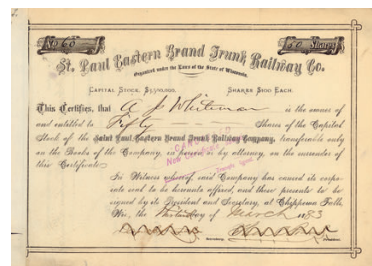 No 60
50 Shares
St. Paul Eastern Grand Trunk Railway Co.
Organized under the Laws of the State of Wisconsin.
CAPITAL STOCK,
SHARES $100 EACH.
This Certifies, that A J Whiteman is the owner of
and entitled to Fifty Shares of the Capital
Stock of the Saint Paul Eastern Grand Trunk Railway Company, transferable only
on the Books of the Company, in person or by attorney, on the surrender of
this Certificate.
In Witness whereof, said Company has caused its corpo-
rate seal to be hereunto affixed, and these presents to be
signed by its President and Secretary, at Chippewa Falls,
Wis., the day of March 1883
Secretary.
President.